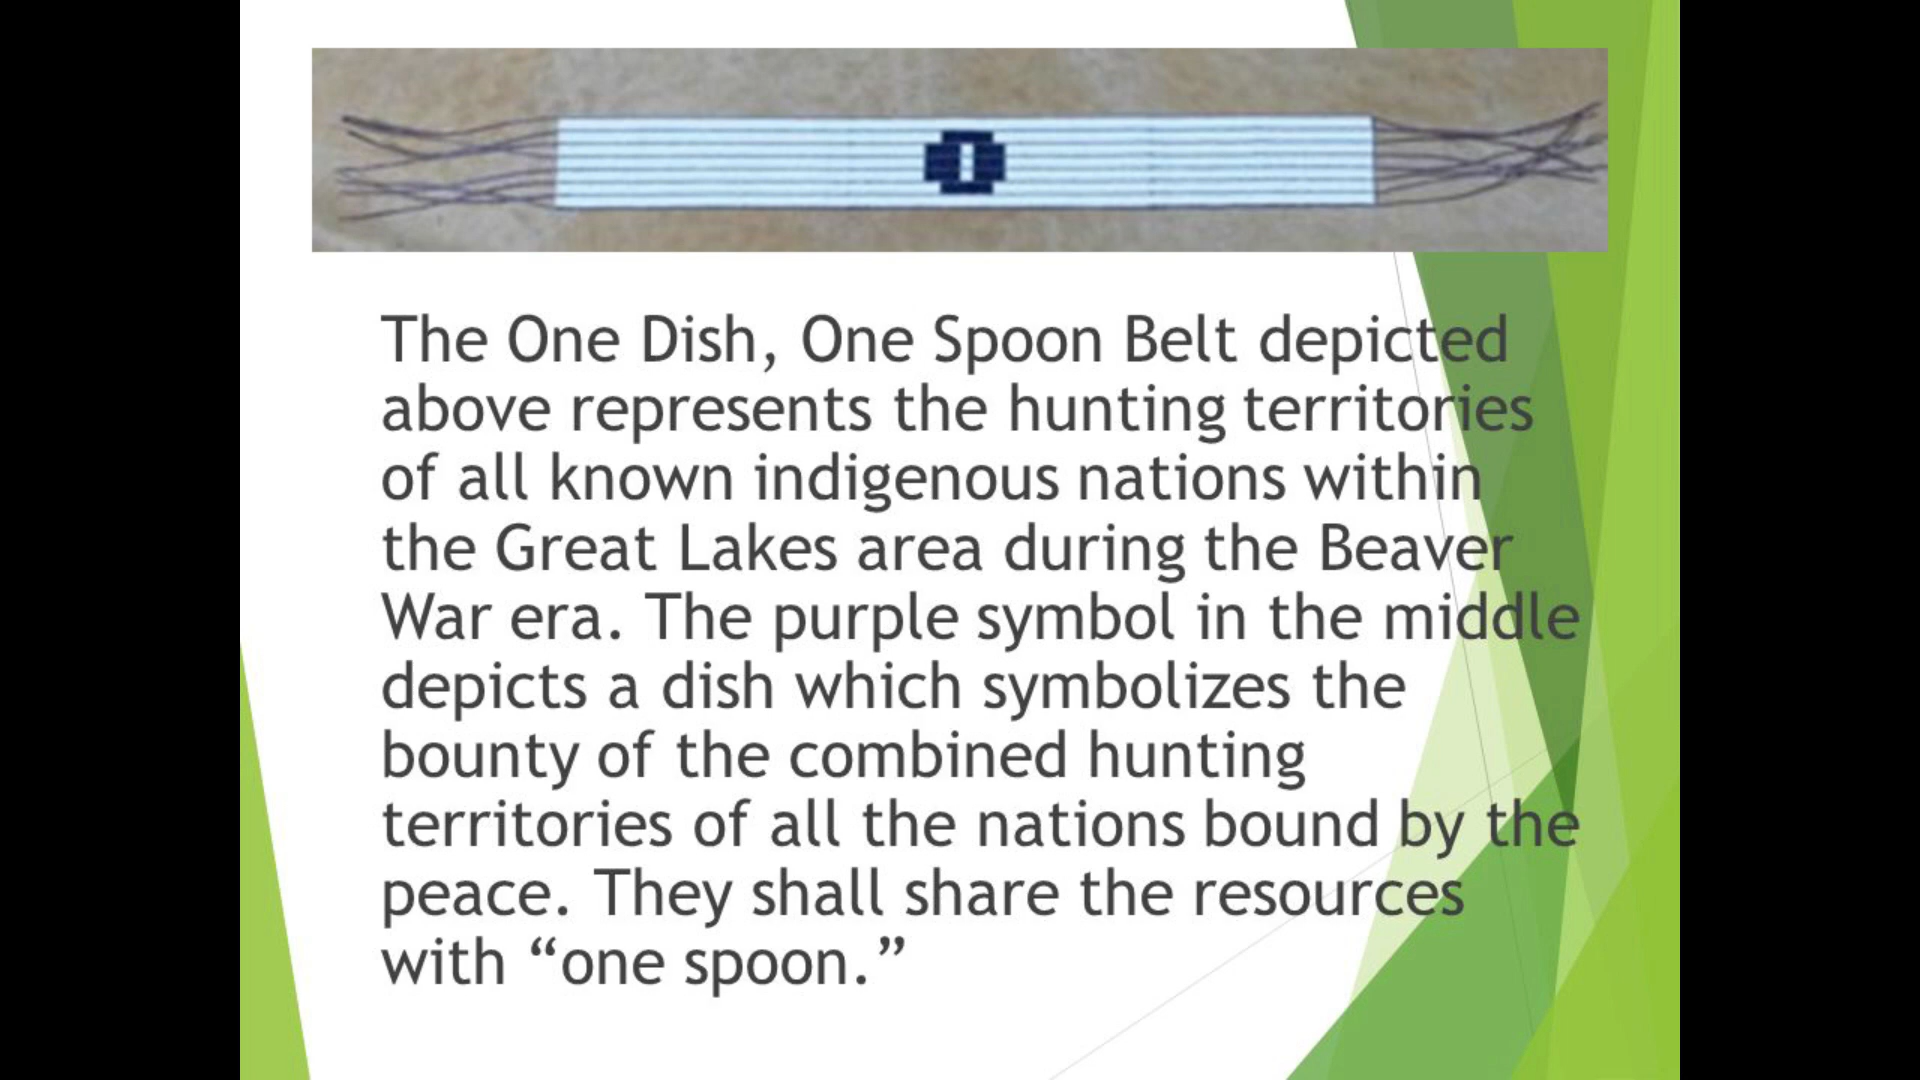 The One Dish, One Spoon Belt depicted
above represents the hunting territories
of all known indigenous nations within
the Great Lakes area during the Beaver
War era. The purple symbol in the middle
depicts a dish which symbolizes the
bounty of the combined hunting
territories of all the nations bound by the
peace. They shall share the resources
with “one spoon.”